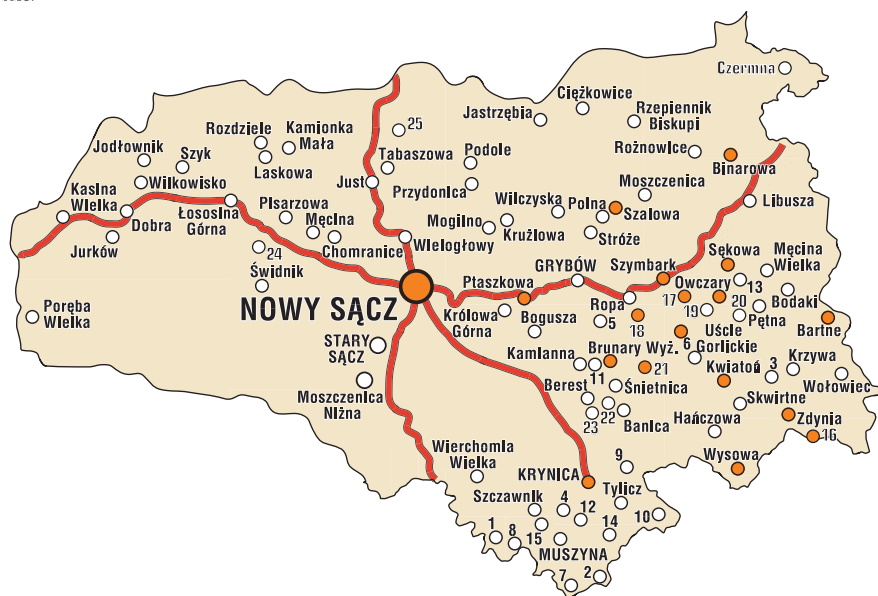 Czermna
Ciężkowice
Jastrzębia
Rzepiennik
Biskupi
25
Rozdziele
Kamionka
Mała
Jodłownik
Szyk
Laskowa
Tabaszowa
Podole
Rożnowice
Binarowa
Wilkowisko
Just
Przydonica
Moszczenica
Kasina
Wielka
Dobra
Łososina
Górna
Pisarzowa
Męcina
Wilczyska
Polna
Szalowa
Libusza
Mogilno
Krużlowa
Stróże
Jurków
24
Chomranice
Wielogłowy
Świdnik
Ptaszkowa
GRYBÓW
Szymbark
Sękowa
Męcina
Wielka
Owczary
13
NOWY SĄCZ
Poręba
Wielka
Królowa
Górna
Bogusza
Ropa
5
17
18
19
20
Bodaki
Pętna
Bartne
STARY
SĄCZ
Kamianna
Brunary Wyż.
6
Uście
Gorlickie
11
21
Kwiatoń
3
Krzywa
Wołowiec
Moszczenica
Niżna
Berest
Śnietnica
22
23
Banica
Skwirtne
Hańczowa
Zdynia
16
Wierchomla
Wielka
9
Wysowa
KRYNICA
Szczawnik
4
Tylicz
1
8
15
12
14
10
MUSZYNA
7
2